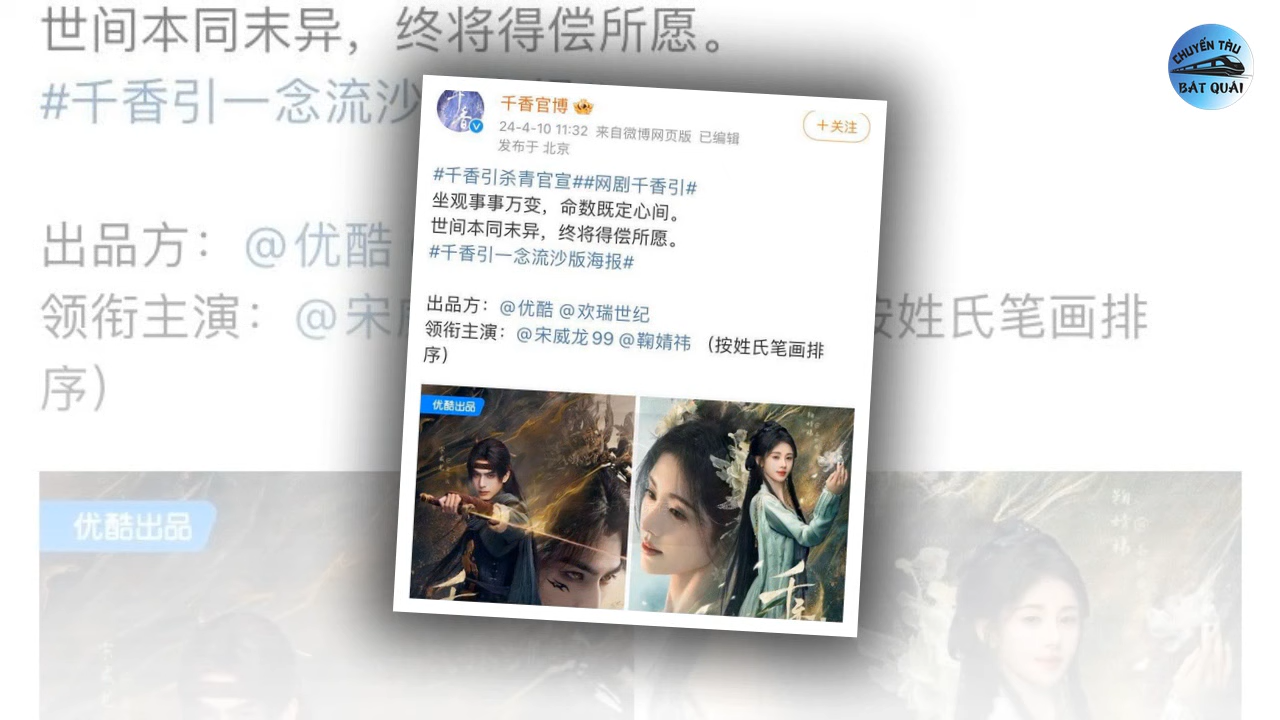 世间本同末异，终将得偿所愿。
#千香引一念流沙
出品方：@优酷
领衔主演：@宋
按姓氏笔画排
序）
优酷出品
鞠婧祎
CHUYẾN TÀU
BÁT QUÁI
千香官博
24-4-10 11:32 来自微博网页版 已编辑
发布于 北京
+关注
#千香引杀青官宣##网剧千香引#
坐观事事万变，命数既定心间。
世间本同末异，终将得偿所愿。
#千香引一念流沙版海报#
出品方：@优酷 @欢瑞世纪
领衔主演：@宋威龙99 @鞠婧祎 （按姓氏笔画排
序）
优酷出品
千